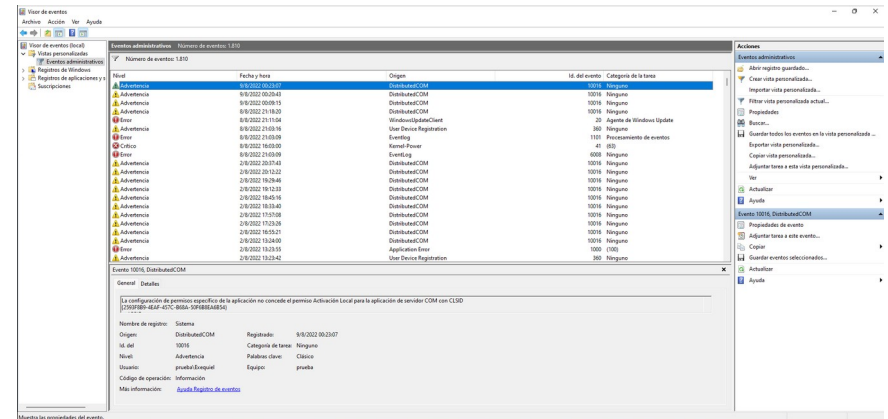 Visor de eventos
Archivo Acción Ver Ayuda
Visor de eventos (local)
Vistas personalizadas
Eventos administrativos
Registros de Windows
Registros de aplicaciones y s
Suscripciones
Eventos administrativos Número de eventos: 1.810
Número de eventos: 1.810
Nivel Fecha y hora Origen Id. del evento Categoría de la tarea
Advertencia 9/8/2022 00:23:07 DistributedCOM 10016 Ninguno
Advertencia 9/8/2022 00:20:43 DistributedCOM 10016 Ninguno
Advertencia 9/8/2022 00:09:15 DistributedCOM 10016 Ninguno
Advertencia 8/8/2022 21:18:20 DistributedCOM 10016 Ninguno
Error 8/8/2022 21:11:04 WindowsUpdateClient 20 Agente de Windows Update
Advertencia 8/8/2022 21:03:16 User Device Registration 360 Ninguno
Error 8/8/2022 21:03:09 Eventlog 1101 Procesamiento de eventos
Crítico 8/8/2022 16:03:00 Kernel-Power 41 (63)
Error 8/8/2022 21:03:09 EventLog 6008 Ninguno
Advertencia 2/8/2022 20:37:43 DistributedCOM 10016 Ninguno
Advertencia 2/8/2022 20:12:22 DistributedCOM 10016 Ninguno
Advertencia 2/8/2022 19:29:46 DistributedCOM 10016 Ninguno
Advertencia 2/8/2022 19:12:33 DistributedCOM 10016 Ninguno
Advertencia 2/8/2022 18:45:16 DistributedCOM 10016 Ninguno
Advertencia 2/8/2022 18:33:40 DistributedCOM 10016 Ninguno
Advertencia 2/8/2022 17:57:08 DistributedCOM 10016 Ninguno
Advertencia 2/8/2022 17:23:26 DistributedCOM 10016 Ninguno
Advertencia 2/8/2022 16:55:21 DistributedCOM 10016 Ninguno
Advertencia 2/8/2022 13:24:00 DistributedCOM 10016 Ninguno
Error 2/8/2022 13:23:55 Application Error 1000 (100)
Advertencia 2/8/2022 13:23:42 User Device Registration 360 Ninguno
Evento 10016, DistributedCOM
General Detalles
La configuración de permisos específico de la aplicación no concede el permiso Activación Local para la aplicación de servidor COM con CLSID
{2593F8B9-4EAF-457C-B68A-50F6B8EA6B54}
Nombre de registro: Sistema
Origen: DistributedCOM Registrado: 9/8/2022 00:23:07
Id. del 10016 Categoría de tarea: Ninguno
Nivel: Advertencia Palabras clave: Clásico
Usuario: prueba\Exequiel Equipo: prueba
Código de operación: Información
Más información: Ayuda Registro de eventos
Acciones
Eventos administrativos
Abrir registro guardado...
Crear vista personalizada...
Importar vista personalizada...
Filtrar vista personalizada actual...
Propiedades
Buscar...
Guardar todos los eventos en la vista personalizada ...
Exportar vista personalizada...
Copiar vista personalizada...
Adjuntar tarea a esta vista personalizada...
Ver
Actualizar
Ayuda
Evento 10016, DistributedCOM
Propiedades de evento
Adjuntar tarea a este evento...
Copiar
Guardar eventos seleccionados...
Actualizar
Ayuda
Muestra las propiedades del evento.